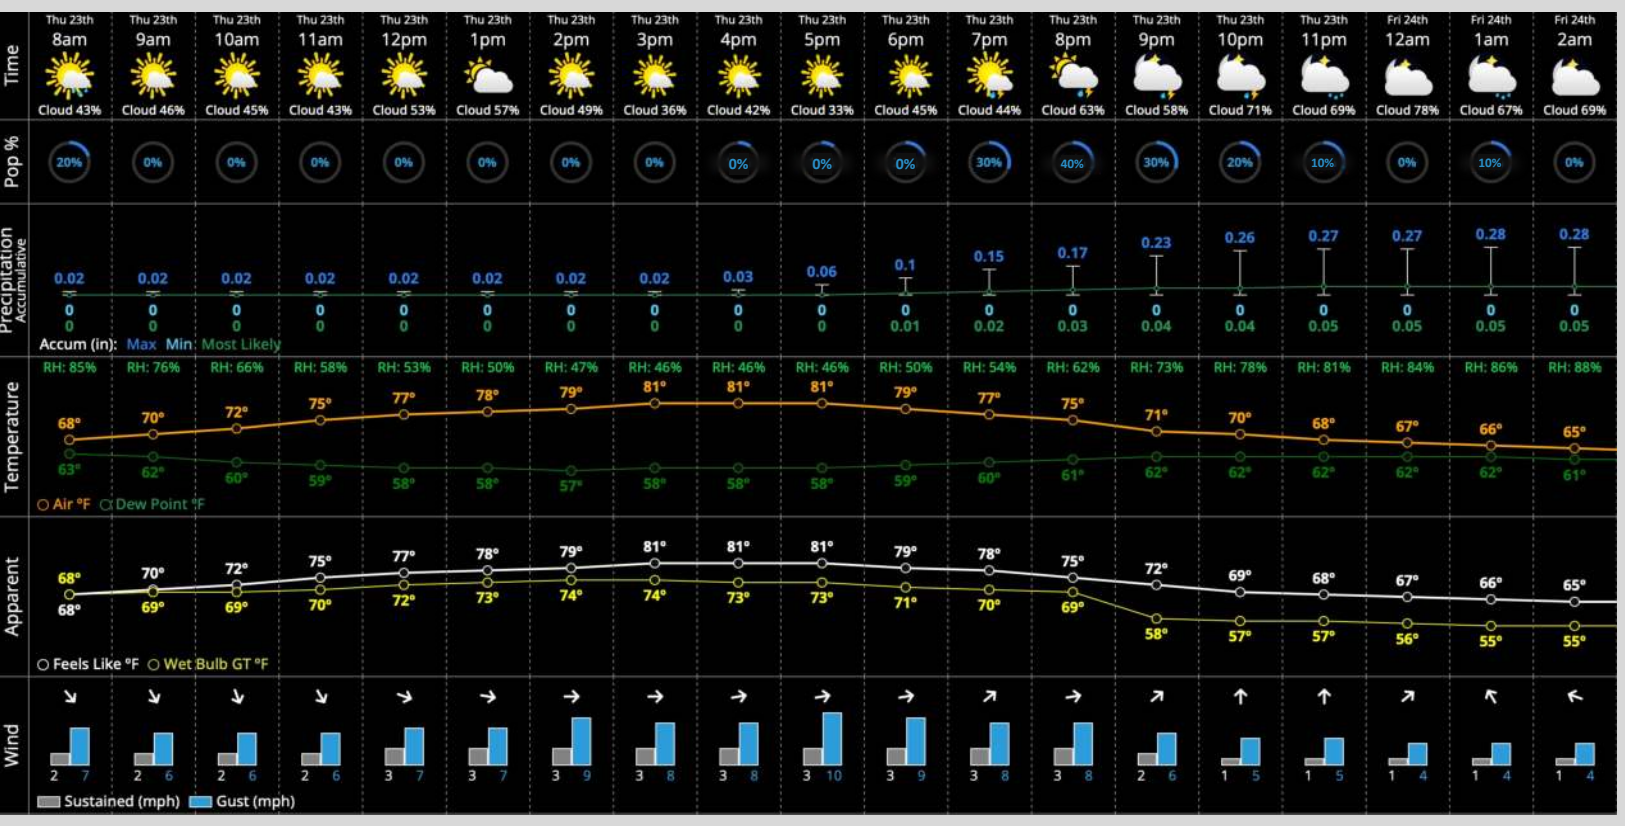 Thu 23th Thu 23th Thu 23th Thu 23th Thu 23th Thu 23th Thu 23th Thu 23th Thu 23th Thu 23th Thu 23th Thu 23th Thu 23th Thu 23th Thu 23th Thu 23th Fri 24th Fri 24th Fri 24th
Time
8am 9am 10am 11am 12pm 1pm 2pm 3pm 4pm 5pm 6pm 7pm 8pm 9pm 10pm 11pm 12am 1am 2am
Cloud 43% Cloud 46% Cloud 45% Cloud 43% Cloud 53% Cloud 57% Cloud 49% Cloud 36% Cloud 42% Cloud 33% Cloud 45% Cloud 44% Cloud 63% Cloud 58% Cloud 71% Cloud 69% Cloud 78% Cloud 67% Cloud 69%
Pop %
20% 0% 0% 0% 0% 0% 0% 0% 0% 0% 0% 30% 40% 30% 20% 10% 0% 10% 0%
Precipitation
Accumulative
0.02 0.02 0.02 0.02 0.02 0.02 0.02 0.02 0.03 0.06 0.1 0.15 0.17 0.23 0.26 0.27 0.27 0.28 0.28
0 0 0 0 0 0 0 0 0 0 0 0 0 0 0 0 0 0 0
0 0 0 0 0 0 0 0 0 0 0.01 0.02 0.03 0.04 0.04 0.05 0.05 0.05 0.05
Accum (in): Max Min Most Likely
Temperature
RH: 85% RH: 76% RH: 66% RH: 58% RH: 53% RH: 50% RH: 47% RH: 46% RH: 46% RH: 46% RH: 50% RH: 54% RH: 62% RH: 73% RH: 78% RH: 81% RH: 84% RH: 86% RH: 88%
68° 70° 72° 75° 77° 78° 79° 81° 81° 81° 79° 77° 75° 71° 70° 68° 67° 66° 65°
63° 62° 60° 59° 58° 58° 57° 58° 58° 58° 59° 60° 61° 62° 62° 62° 62° 62° 61°
Air °F Dew Point °F
Apparent
68° 70° 72° 75° 77° 78° 79° 81° 81° 81° 79° 78° 75° 72° 69° 68° 67° 66° 65°
68° 69° 69° 70° 72° 73° 74° 74° 73° 73° 71° 70° 69° 58° 57° 57° 56° 55° 55°
Feels Like °F Wet Bulb GT °F
Wind
2 7 2 6 2 6 2 6 3 7 3 7 3 9 3 8 3 8 3 10 3 9 3 8 3 8 2 6 1 5 1 5 1 4 1 4 1 4
Sustained (mph) Gust (mph)